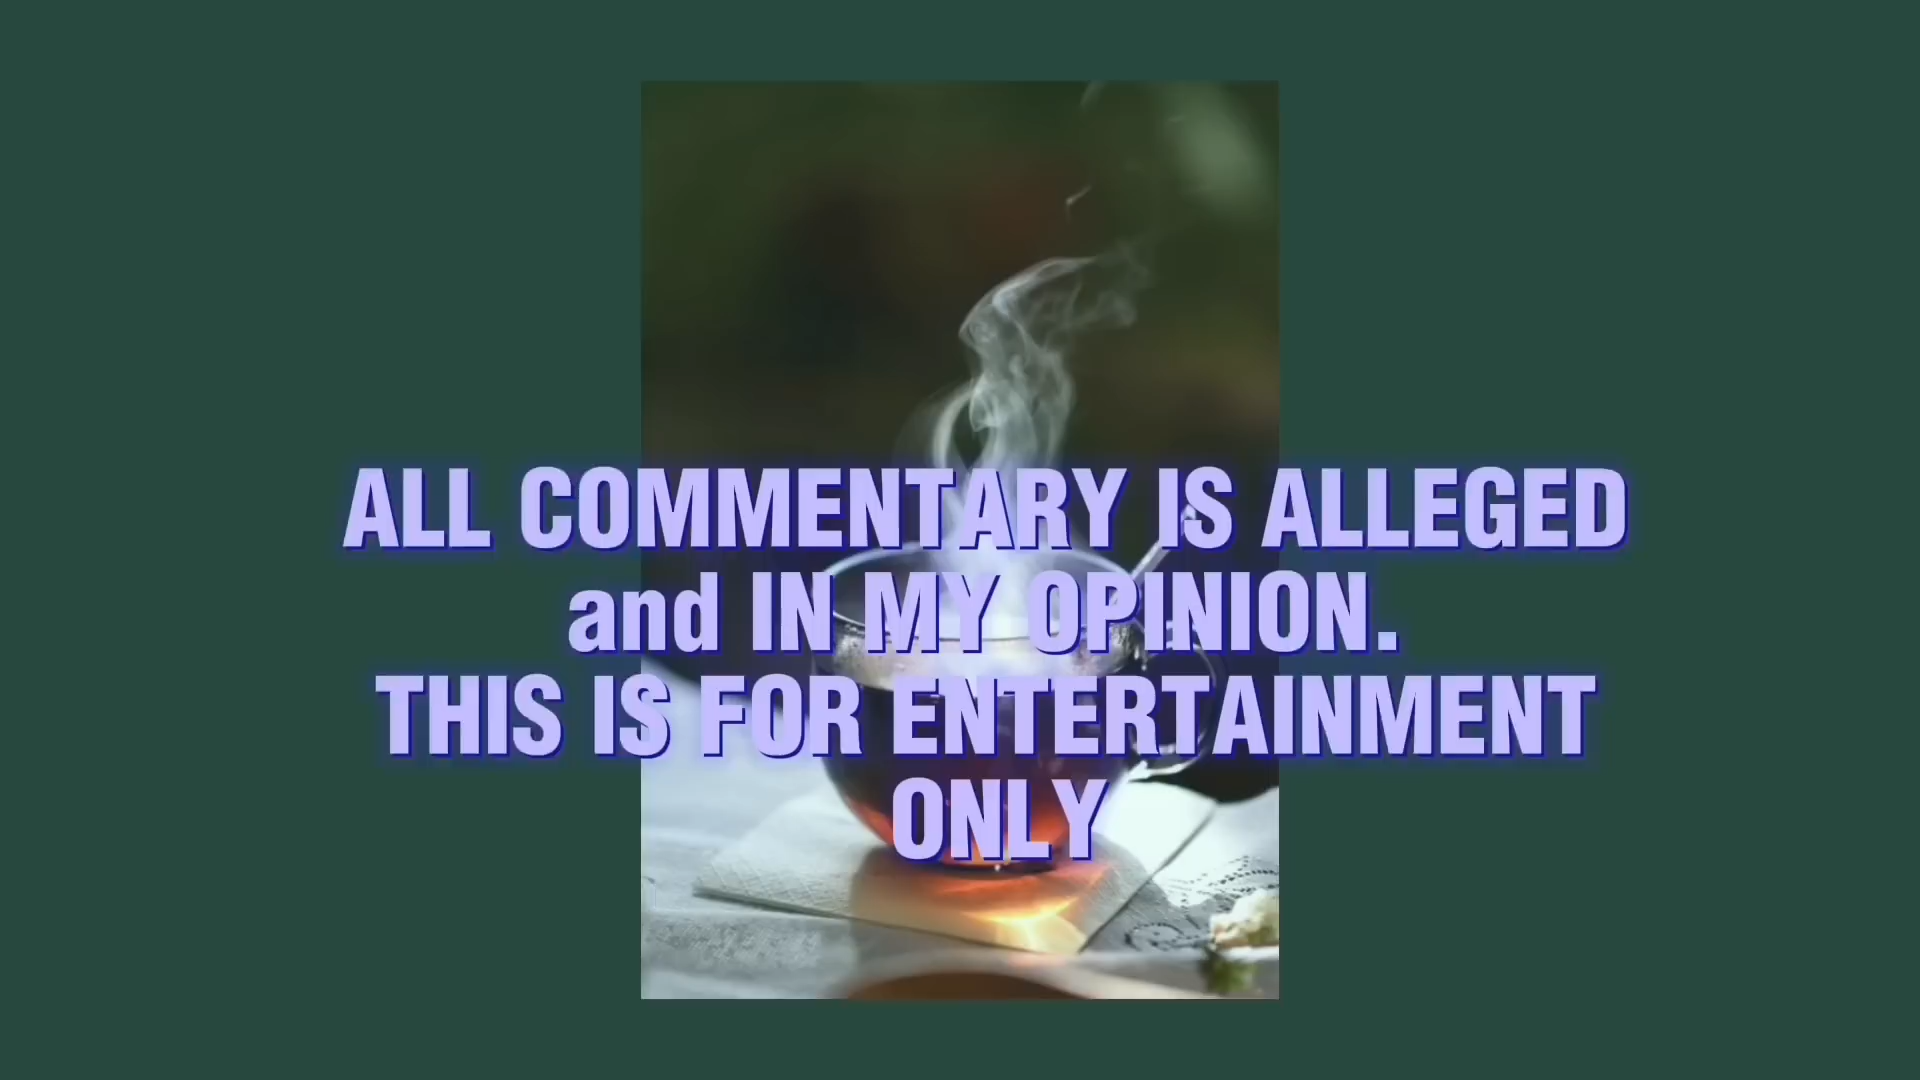 ALL COMMENTARY IS ALLEGED
and IN MY OPINION.
THIS IS FOR ENTERTAINMENT
ONLY